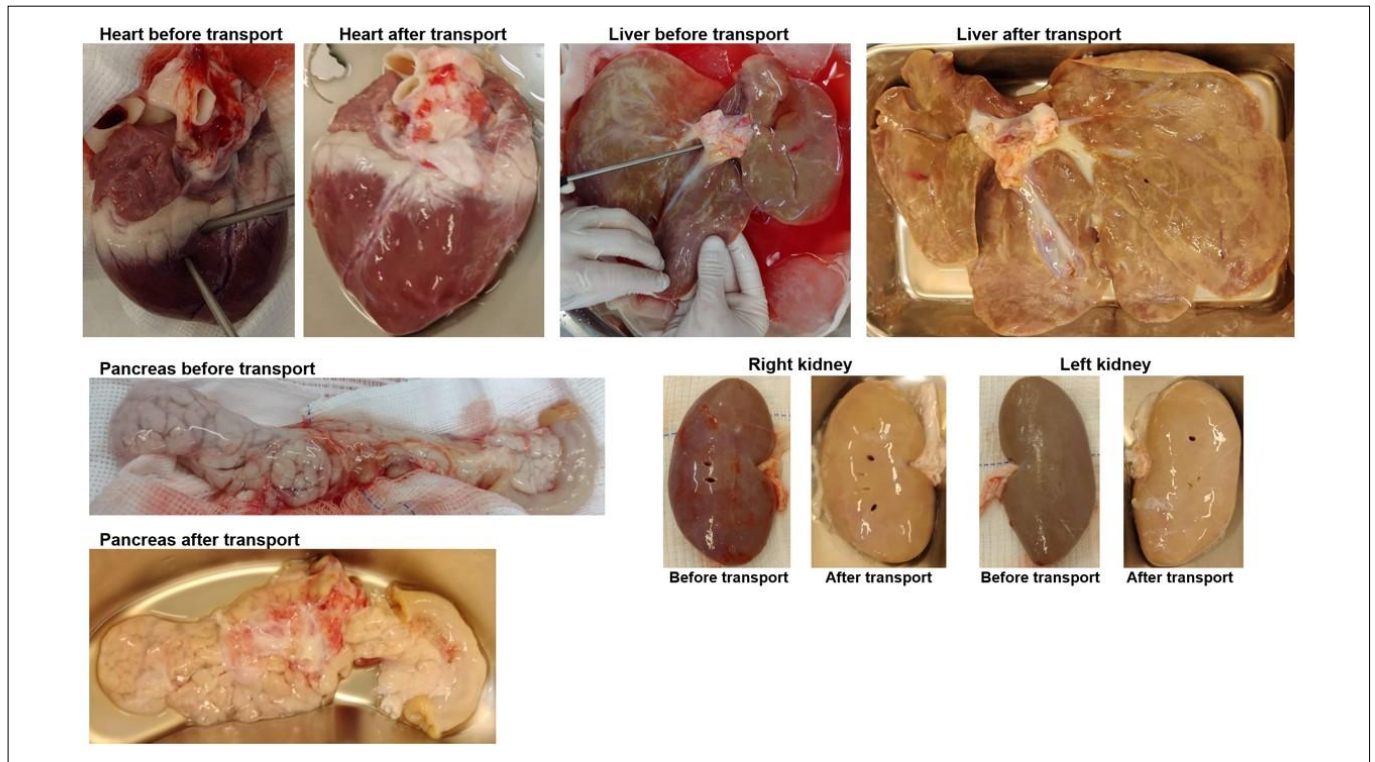 Heart before transport
Heart after transport
Liver before transport
Liver after transport
Pancreas before transport
Right kidney
Left kidney
Before transport
After transport
Before transport
After transport
Pancreas after transport